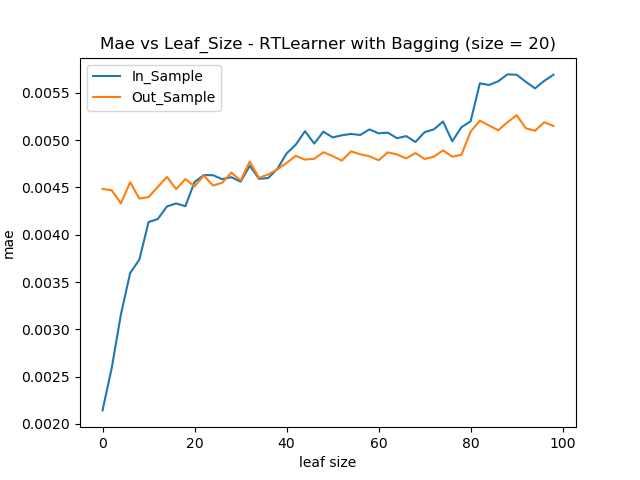 Mae vs Leaf_Size - RTLearner with Bagging (size = 20)
In_Sample
Out_Sample
0.0055
0.0050
0.0045
0.0040
0.0035
0.0030
0.0025
0.0020
mae
0 20 40 60 80 100
leaf size